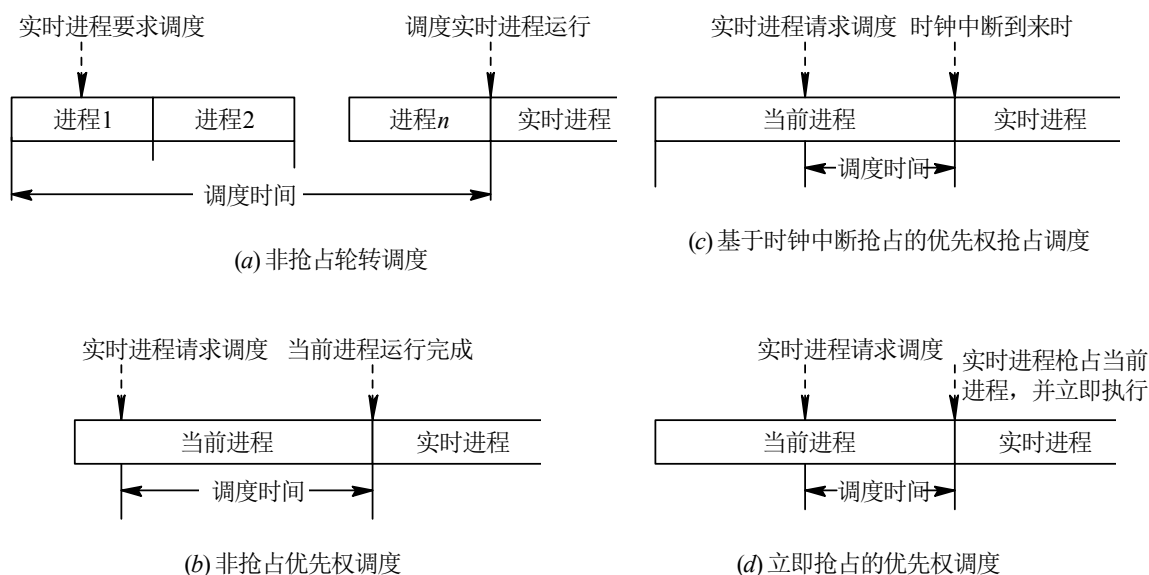 实时进程要求调度
调度实时进程运行
进程1
进程2
进程n
实时进程
调度时间
(a) 非抢占轮转调度
实时进程请求调度
时钟中断到来时
当前进程
实时进程
调度时间
(c) 基于时钟中断抢占的优先权抢占调度
实时进程请求调度
当前进程运行完成
当前进程
实时进程
调度时间
(b) 非抢占优先权调度
实时进程请求调度
实时进程枪占当前
进程，并立即执行
当前进程
实时进程
调度时间
(d) 立即抢占的优先权调度